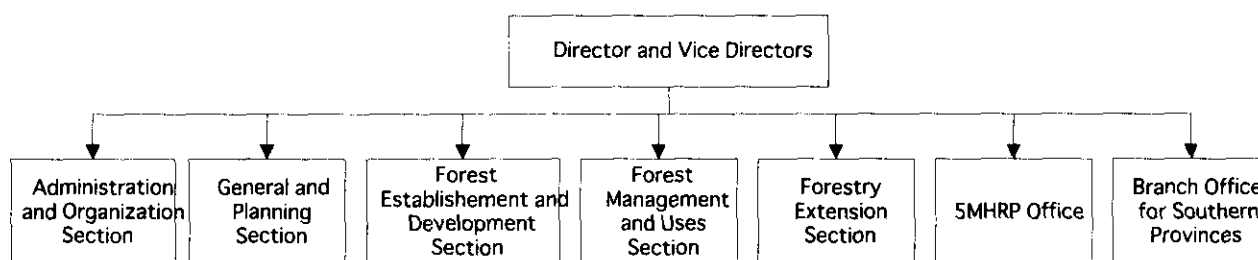 Director and Vice Directors
Administration
and Organization
Section
General and
Planning
Section
Forest
Establishement and
Development
Section
Forest
Management
and Uses
Section
Forestry
Extension
Section
5MHRP Office
Branch Office
for Southern
Provinces